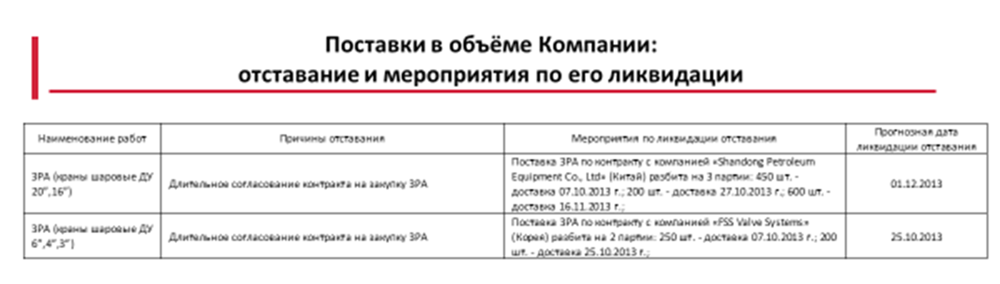 Поставки в объёме Компании:
отставание и мероприятия по его ликвидации
Наименование работ
Причины отставания
Мероприятия по ликвидации отставания
Прогнозная дата
ликвидации отставания
ЗРА (краны шаровые ДУ
20",16")
Длительное согласование контракта на закупку ЗРА
Поставка ЗРА по контракту с компанией «Shandong Petroleum
Equipment Co., Ltd» (Китай) разбита на 3 партии: 450 шт. -
доставка 07.10.2013 г.; 200 шт. - доставка 27.10.2013 г.; 600 шт. -
доставка 16.11.2013 г.;
01.12.2013
ЗРА (краны шаровые ДУ
6",4",3")
Длительное согласование контракта на закупку ЗРА
Поставка ЗРА по контракту с компанией «FSS Valve Systems»
(Корея) разбита на 2 партии: 250 шт. - доставка 07.10.2013 г.; 200
шт. - доставка 25.10.2013 г.;
25.10.2013